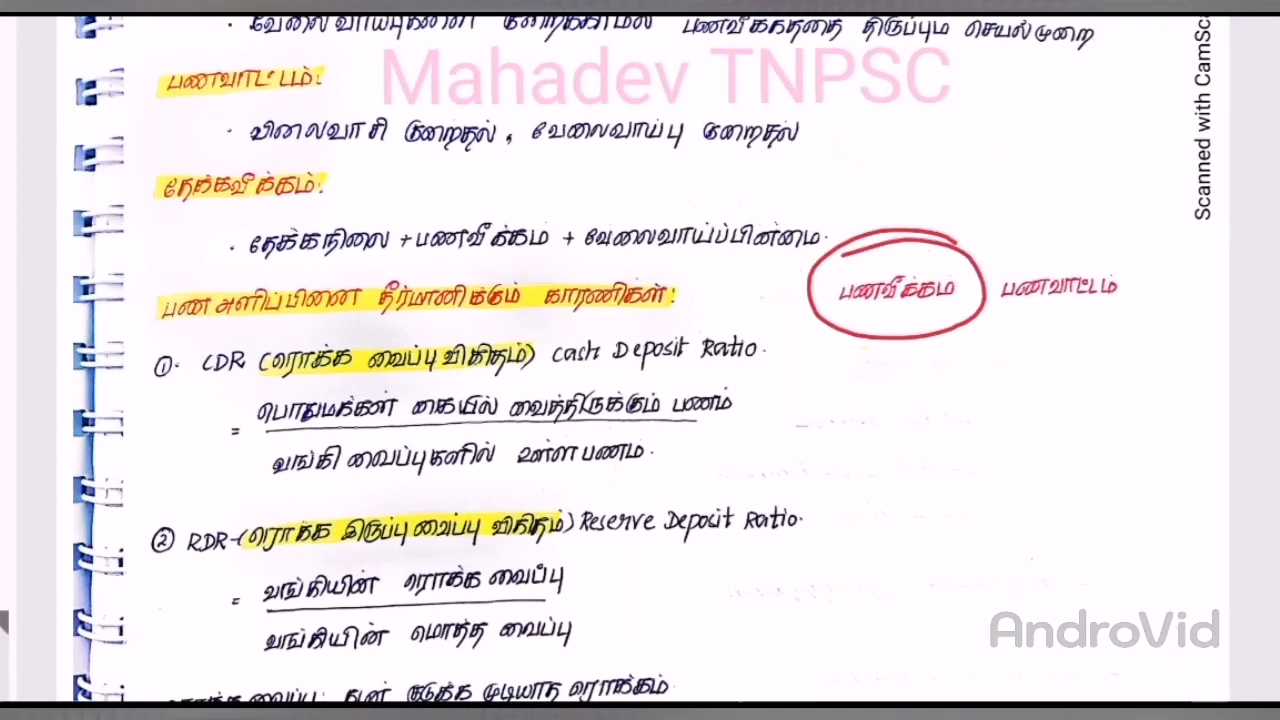 வேலைவாய்புகளை குறைக்காமல் பணவீக்கத்தை திருப்பும் செயல்முறை
Mahadev TNPSC
பணவாட்டம்:
· விலைவாசி குறைதல், வேலைவாய்பு குறைதல்
தேக்கவீக்கம்:
· தேக்கநிலை + பணவீக்கம் + வேலைவாய்ப்பின்மை.
பண அளிப்பினை தீர்மானிக்கும் காரணிகள்:
பணவீக்கம் பணவாட்டம்
①. CDR (ரொக்க வைப்பு விகிதம்) Cash Deposit Ratio.
= பொதுமக்கள் கையில் வைத்திருக்கும் பணம்
வங்கி வைப்புகளில் உள்ள பணம்.
② RDR-(ரொக்க இருப்பு வைப்பு விகிதம்) Reserve Deposit Ratio.
= வங்கியின் ரொக்க வைப்பு
வங்கியின் மொத்த வைப்பு
ரொக்க வைப்பு : கடன் கொடுக்க முடியாத ரொக்கம்
Scanned with CamSca
AndroVid